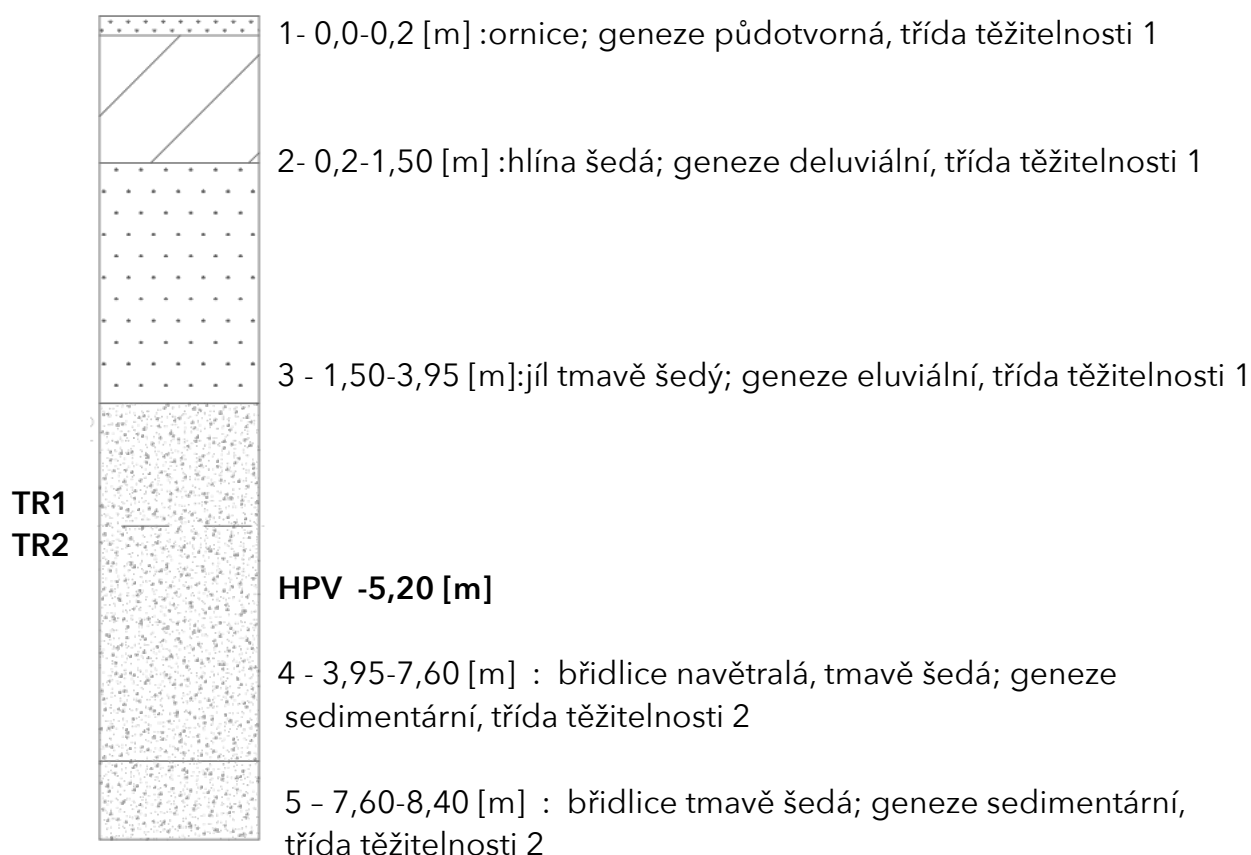 1- 0,0-0,2 [m] :ornice; geneze půdotvorná, třída těžitelnosti 1
2- 0,2-1,50 [m] :hlína šedá; geneze deluviální, třída těžitelnosti 1
3 - 1,50-3,95 [m]:jíl tmavě šedý; geneze eluviální, třída těžitelnosti 1
TR1
TR2
HPV -5,20 [m]
4 - 3,95-7,60 [m] : břidlice navětralá, tmavě šedá; geneze
sedimentární, třída těžitelnosti 2
5 – 7,60-8,40 [m] : břidlice tmavě šedá; geneze sedimentární,
třída těžitelnosti 2